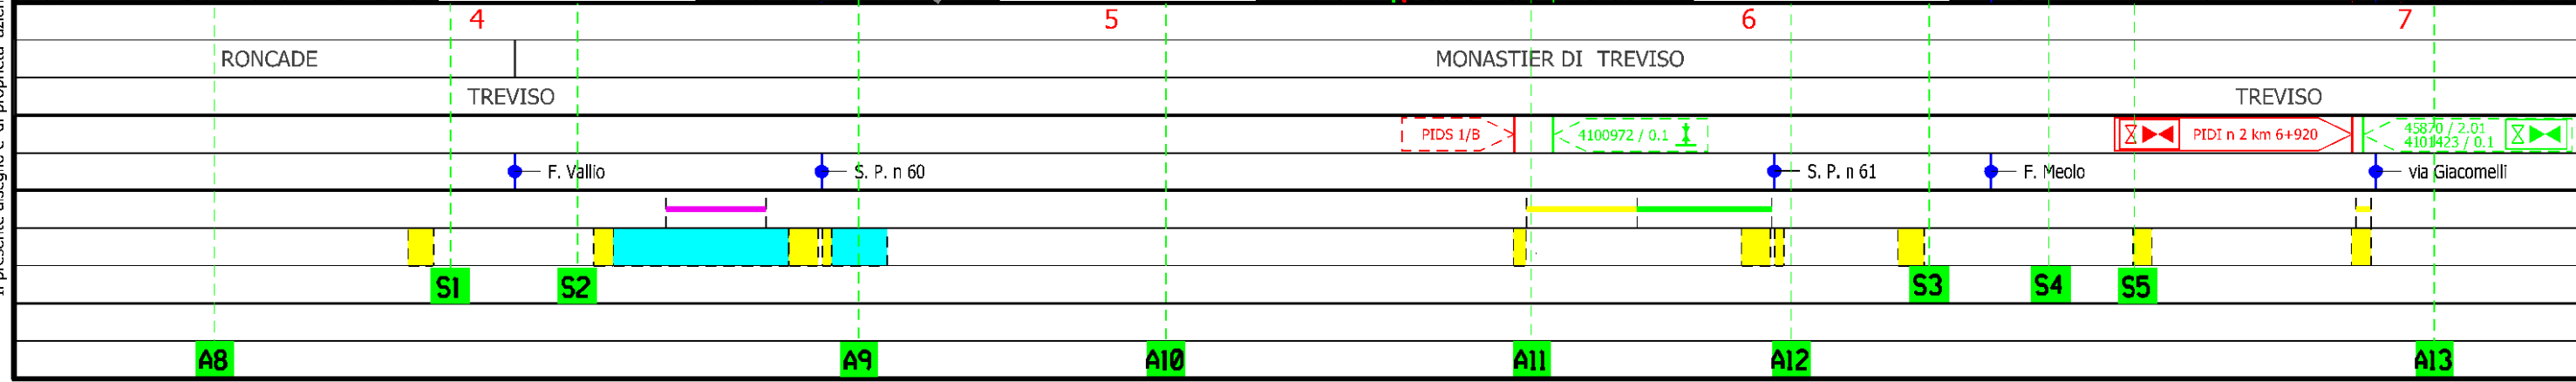 4 5 6 7
RONCADE MONASTIER DI TREVISO
TREVISO TREVISO
PIDS 1/B 4100972 / 0.1 PIDI n 2 km 6+920 45870 / 2.01
4101423 / 0.1
F. Vallio S. P. n 60 S. P. n 61 F. Meolo via Giacomelli
S1 S2 S3 S4 S5
A8 A9 A10 A11 A12 A13